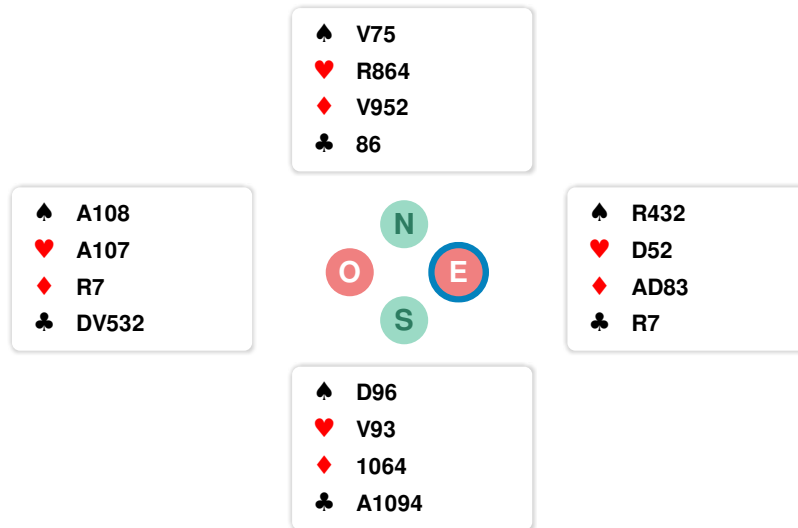 ♠ V75
♥ R864
♦ V952
♣ 86
♠ A108
♥ A107
♦ R7
♣ DV532
N
O
E
S
♠ R432
♥ D52
♦ AD83
♣ R7
♠ D96
♥ V93
♦ 1064
♣ A1094